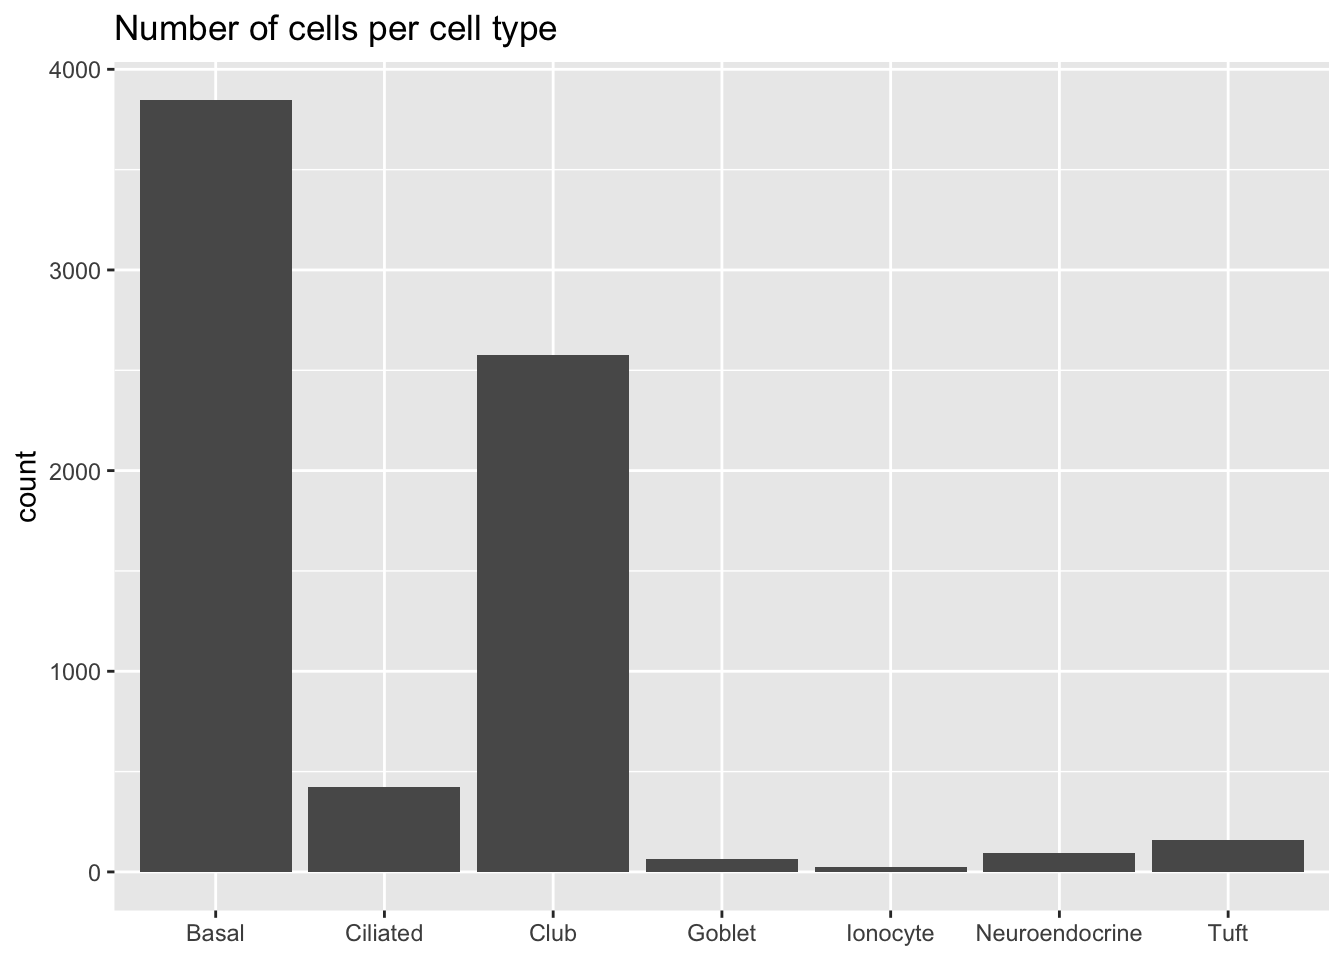 Number of cells per cell type
4000
3000
2000
1000
0
count
Basal Ciliated Club Goblet Ionocyte Neuroendocrine Tuft